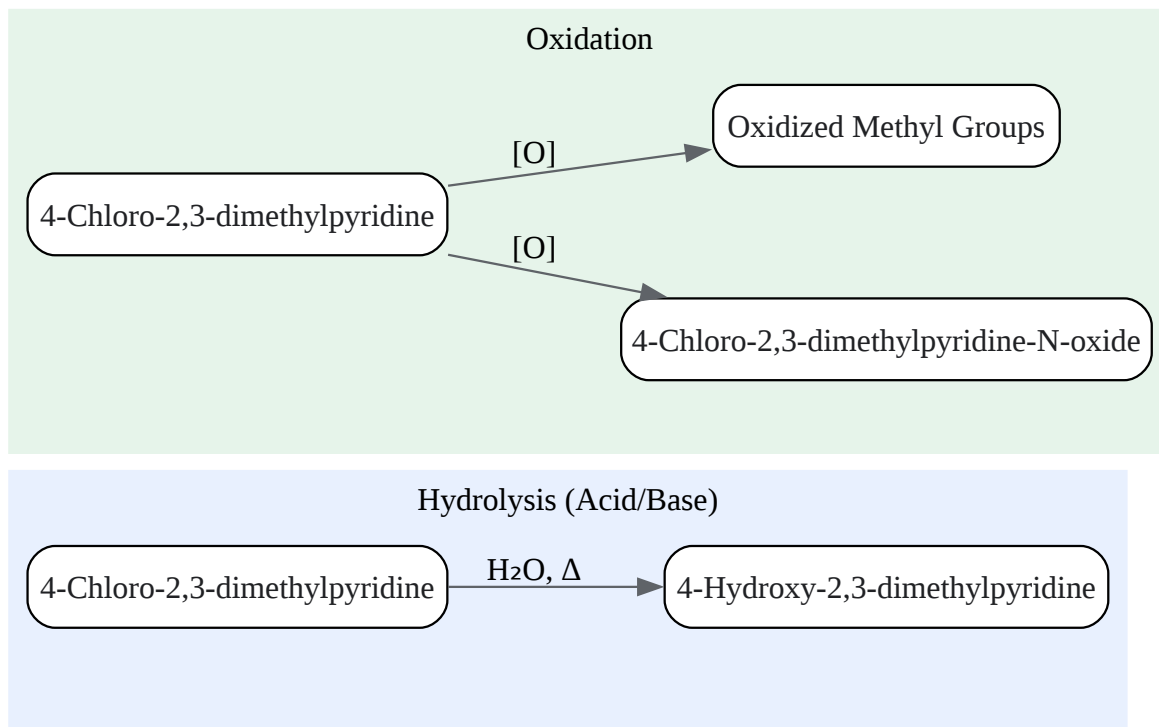 Oxidation
Oxidized Methyl Groups
[O]
4-Chloro-2,3-dimethylpyridine
[O]
4-Chloro-2,3-dimethylpyridine-N-oxide
Hydrolysis (Acid/Base)
4-Chloro-2,3-dimethylpyridine
H₂O, Δ
4-Hydroxy-2,3-dimethylpyridine